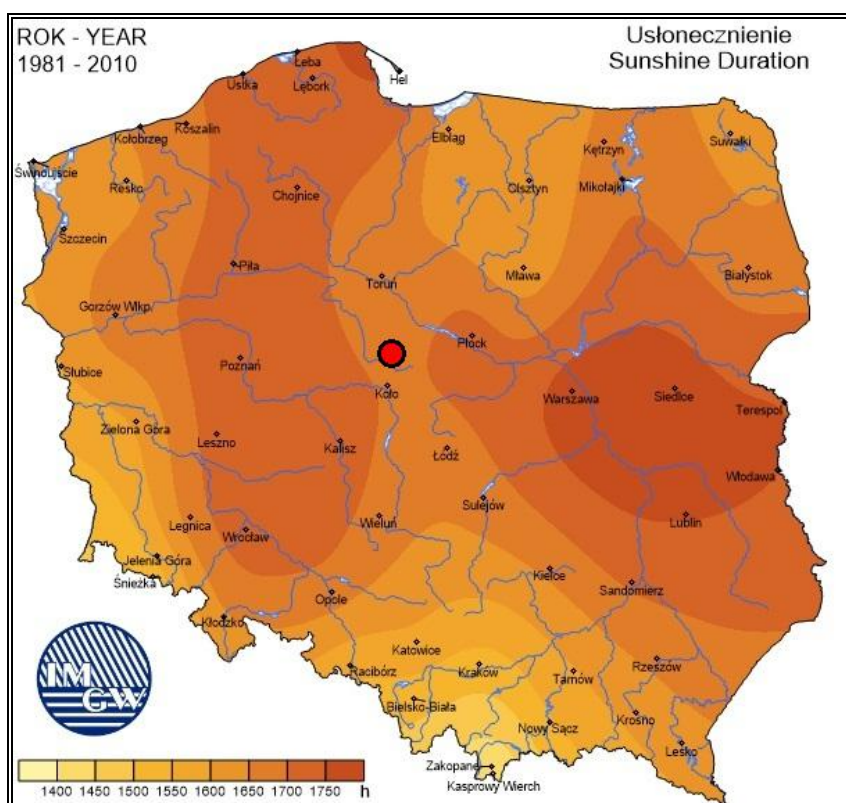 ROK - YEAR
1981 - 2010
Usłonecznienie
Sunshine Duration
Łeba
Hel
Ustka
Lębork
Koszalin
Kołobrzeg
Elbląg
Kętrzyn
Suwałki
Świnoujście
Resko
Chojnice
Olsztyn
Mikołajki
Szczecin
Piła
Toruń
Mława
Białystok
Gorzów Wlkp.
Płock
Słubice
Poznań
Koło
Warszawa
Siedlce
Terespol
Zielona Góra
Leszno
Kalisz
Łódź
Włodawa
Sulejów
Legnica
Wrocław
Wieluń
Lublin
Jelenia Góra
Śnieżka
Opole
Kielce
Sandomierz
Kłodzko
Katowice
Racibórz
Kraków
Tarnów
Rzeszów
Bielsko-Biała
Nowy Sącz
Krosno
Lesko
Zakopane
Kasprowy Wierch
IM
GW
1400 1450 1500 1550 1600 1650 1700 1750 h